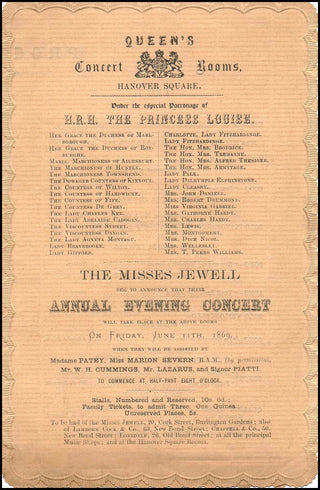 QUEEN'S
Concert Rooms,
HANOVER SQUARE.
Under the especial Patronage of
H.R.H. THE PRINCESS LOUISE.
HER GRACE THE DUCHESS OF MARL-
BOROUGH.
HER GRACE THE DUCHESS OF ROX-
BURGHE.
MARIA, MARCHIONESS OF AILESBURY.
THE MARCHIONESS OF HUNTLY.
THE MARCHIONESS TOWNSHEND.
THE DOWAGER COUNTESS OF KINNOUL.
THE COUNTESS OF WILTON.
THE COUNTESS OF HARDWICKE.
THE COUNTESS OF FIFE.
THE COUNTESS DE GREY.
THE LADY CHARLES KER.
THE LADY ADELAIDE CADOGAN.
THE VISCOUNTESS SYDNEY.
THE VISCOUNTESS DANGAN.
THE LADY AGNETA MONTAGU.
LADY BRAYBROOKE.
LADY GIFFORD.
CHARLOTTE, LADY FITZHARDINGE.
LADY FITZHARDINGE.
THE HON. MRS. BRODRICK.
THE HON. MRS. TREMAYNE.
THE HON. MRS. ALFRED THESIGER.
THE HON. MRS. ARMYTAGE.
LADY PALK.
LADY DALRYMPLE ELPHINSTONE.
LADY CLEASBY.
MRS. JOHN DANIELL.
MRS. ROBERT DRUMMOND.
MRS. VIRGINIA GABRIEL.
MRS. GATHORNE HARDY.
MRS. CHARLES HARDY.
MRS. LEWIS.
MRS. MONTGOMERY.
MRS. DICK NICOL.
MRS. WELLESLEY.
MRS. T. PEERS WILLIAMS.
THE MISSES JEWELL
BEG TO ANNOUNCE THAT THEIR
ANNUAL EVENING CONCERT
WILL TAKE PLACE AT THE ABOVE ROOMS
ON FRIDAY, JUNE 11TH, 1869,
WHEN THEY WILL BE ASSISTED BY
MADAME PATEY, MISS MARION SEVERN, R.A.M., (by permission),
MR. W. H. CUMMINGS, MR. LAZARUS, AND SIGNOR PIATTI.
TO COMMENCE AT HALF-PAST EIGHT O'CLOCK.
Stalls, Numbered and Reserved, 10s. 6d.;
Family Tickets, to admit Three, One Guinea;
Unreserved Places, 5s.
To be had of the MISSES JEWELL, 20, Cork Street, Burlington Gardens; also
of LAMBORN COCK & Co., 63, New Bond Street; CHAPPELL & Co., 50,
New Bond Street; LONSDALE, 26, Old Bond Street; at all the principal
Music Shops; and at the Hanover Square Rooms.